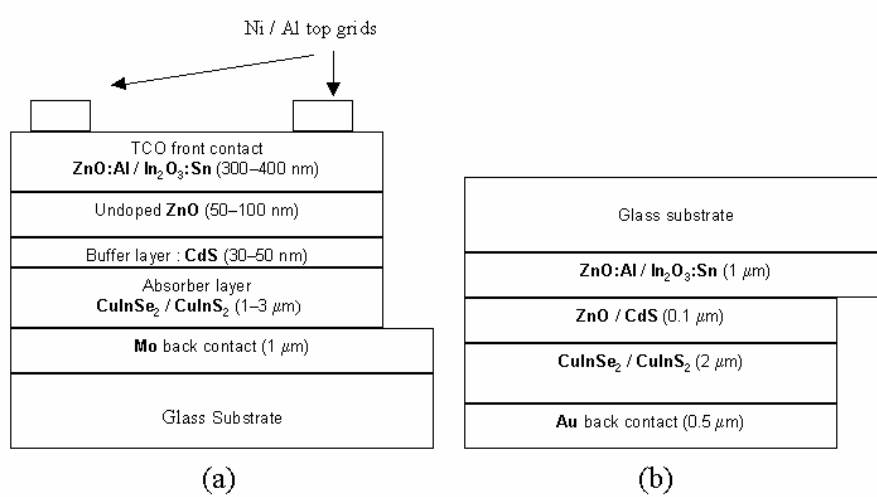 Ni / Al top grids
TCO front contact
ZnO:Al / In₂O₃:Sn (300–400 nm)
Undoped ZnO (50–100 nm)
Buffer layer : CdS (30–50 nm)
Absorber layer
CuInSe₂ / CuInS₂ (1–3 µm)
Mo back contact (1 µm)
Glass Substrate
(a)
Glass substrate
ZnO:Al / In₂O₃:Sn (1 µm)
ZnO / CdS (0.1 µm)
CuInSe₂ / CuInS₂ (2 µm)
Au back contact (0.5 µm)
(b)